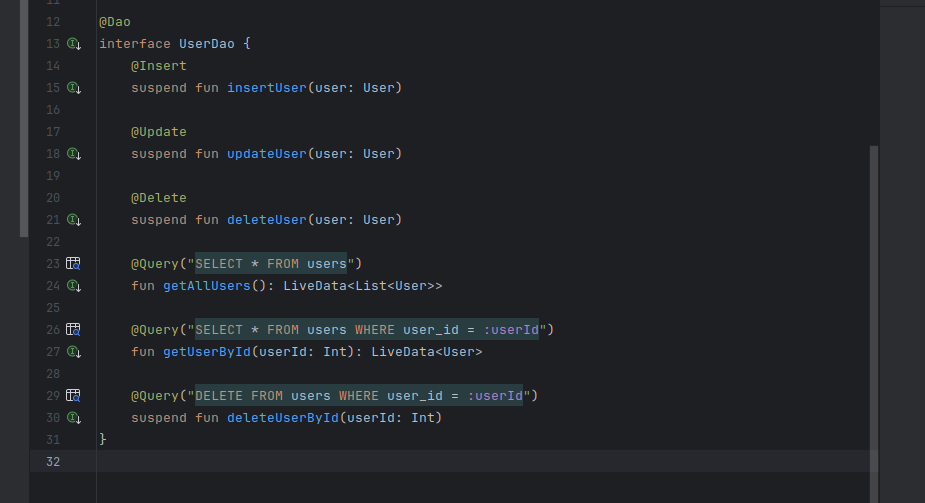 11
12 @Dao
13 interface UserDao {
14     @Insert
15     suspend fun insertUser(user: User)
16
17     @Update
18     suspend fun updateUser(user: User)
19
20     @Delete
21     suspend fun deleteUser(user: User)
22
23     @Query("SELECT * FROM users")
24     fun getAllUsers(): LiveData<List<User>>
25
26     @Query("SELECT * FROM users WHERE user_id = :userId")
27     fun getUserById(userId: Int): LiveData<User>
28
29     @Query("DELETE FROM users WHERE user_id = :userId")
30     suspend fun deleteUserById(userId: Int)
31 }
32